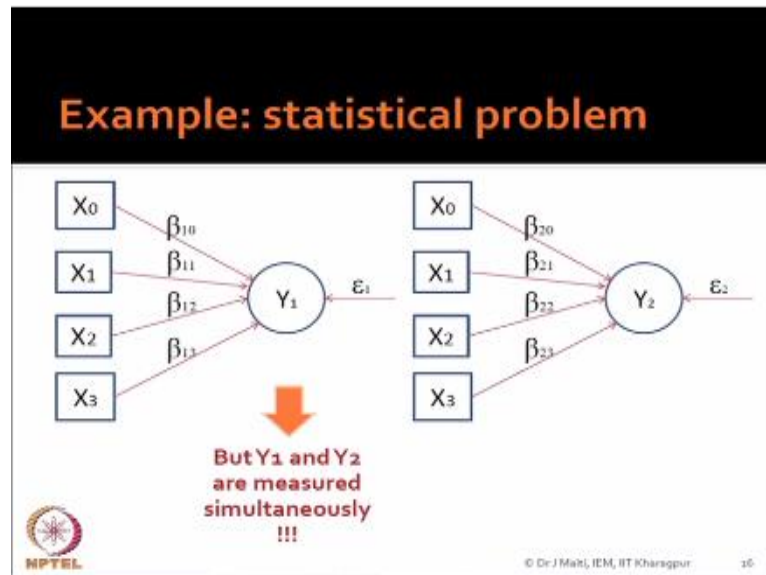 Example: statistical problem
X0
β10
X1
β11
X2
β12
X3
β13
Y1
ε1
X0
β20
X1
β21
X2
β22
X3
β23
Y2
ε2
But Y1 and Y2
are measured
simultaneously
!!!
NPTEL
© Dr J Maiti, IEM, IIT Kharagpur
16